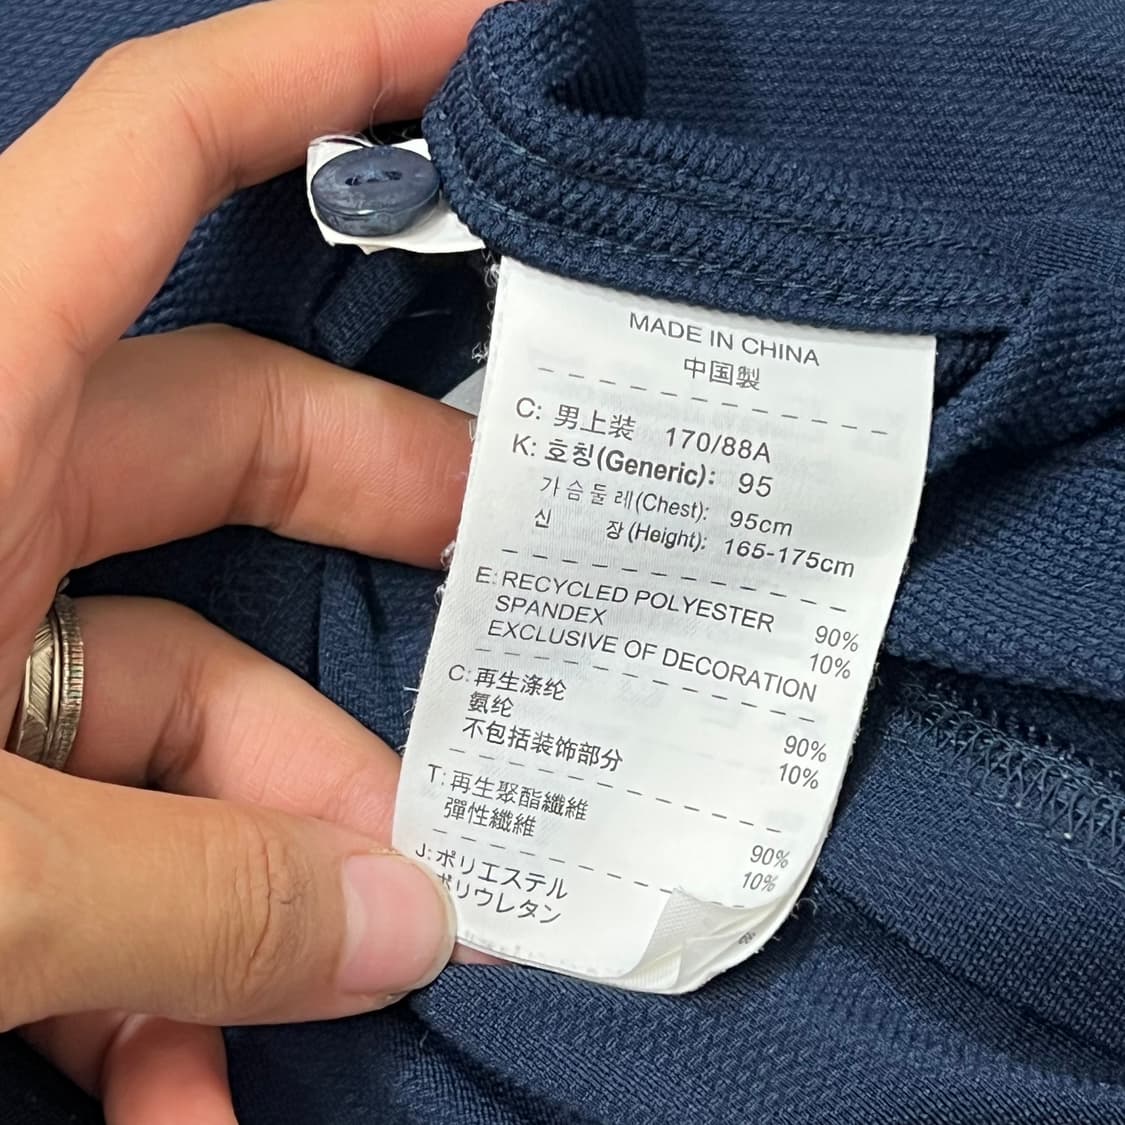 MADE IN CHINA
中国製
C: 男上装 170/88A
K: 호칭(Generic): 95
가슴둘레(Chest): 95cm
신 장(Height): 165-175cm
E: RECYCLED POLYESTER 90%
SPANDEX 10%
EXCLUSIVE OF DECORATION
C: 再生涤纶 90%
氨纶 10%
不包括装饰部分
T: 再生聚酯纖維 90%
彈性纖維 10%
J: ポリエステル
ポリウレタン